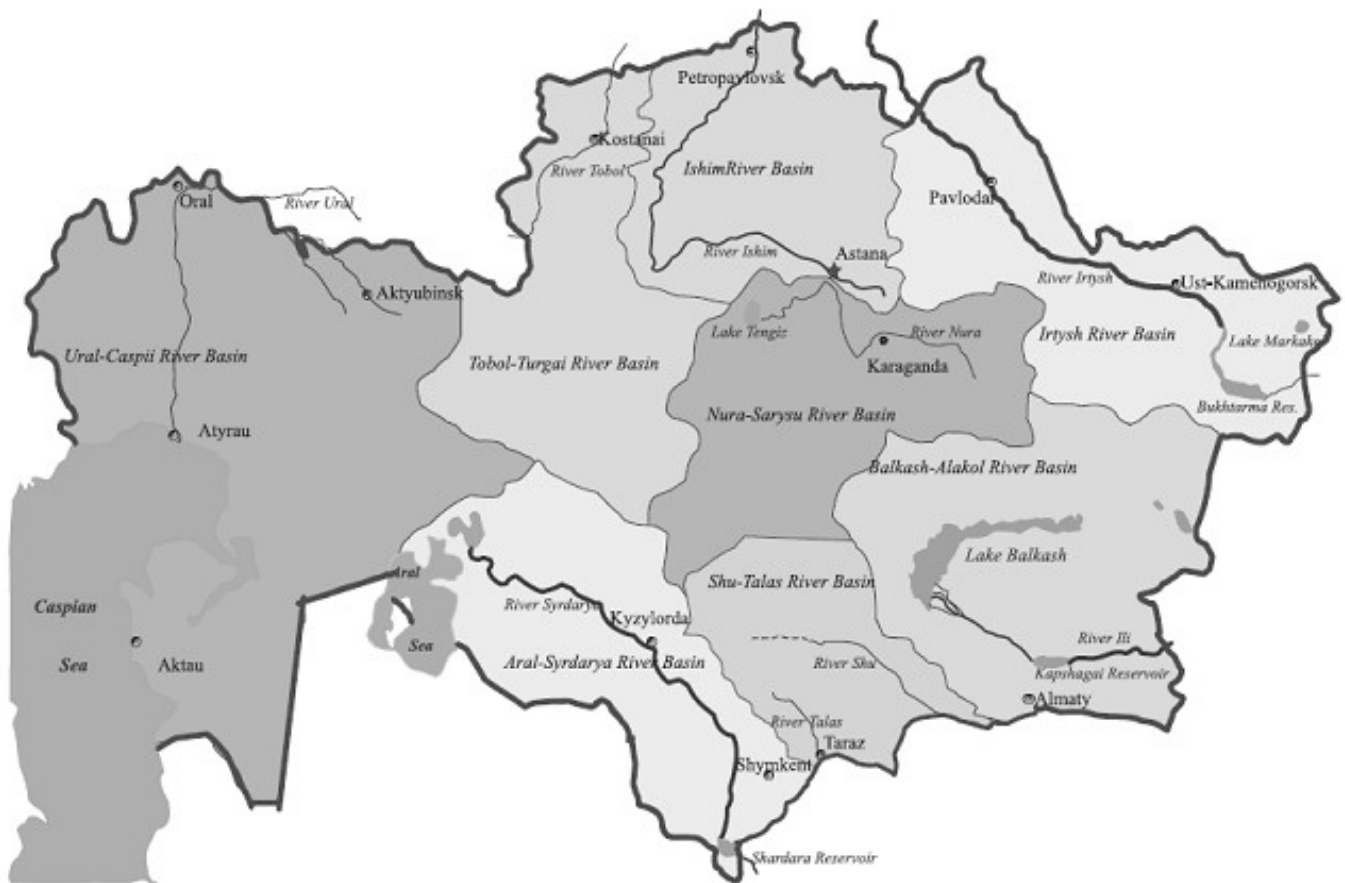 Petropavlovsk
Kostanai
River Tobol'
IshimRiver Basin
Oral
River Ural
Pavlodar
River Ishim
Astana
River Irtysh
Ust-Kamenogorsk
Aktyubinsk
Lake Tengiz
River Nura
Irtysh River Basin
Lake Markakol
Ural-Caspii River Basin
Tobol-Turgai River Basin
Karaganda
Bukhtarma Res.
Nura-Sarysu River Basin
Atyrau
Balkash-Alakol River Basin
Lake Balkash
Aral
Sea
Shu-Talas River Basin
River Syrdarya
Kyzylorda
Caspian
Sea
Aktau
Aral-Syrdarya River Basin
River Shu
River Ili
Kapshagai Reservoir
Almaty
River Talas
Taraz
Shymkent
Shardara Reservoir